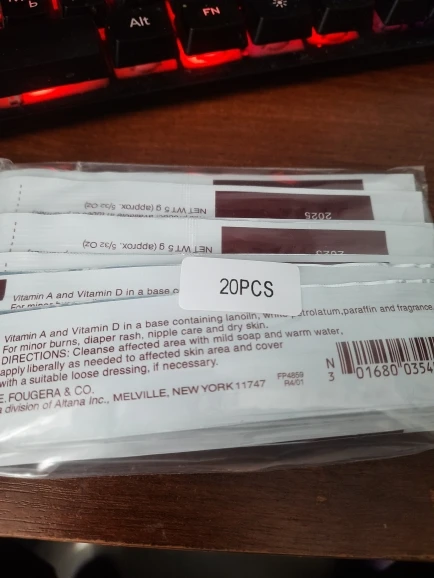 Alt
FN
NET WT 5 g (approx. 5/32 Oz)
2025
NET WT 5 g (approx. 5/32 Oz)
2023
Vitamin A and Vitamin D in a base
20PCS
Vitamin A and Vitamin D in a base containing lanolin, petrolatum, paraffin and fragrance
For minor burns, diaper rash, nipple care and dry skin.
DIRECTIONS: Cleanse affected area with mild soap and warm water,
apply liberally as needed to affected skin area and cover
with a suitable loose dressing, if necessary.
E. FOUGERA & CO.
a division of Altana Inc., MELVILLE, NEW YORK 11747
FP4859
R4/01
N
3 01680 0354